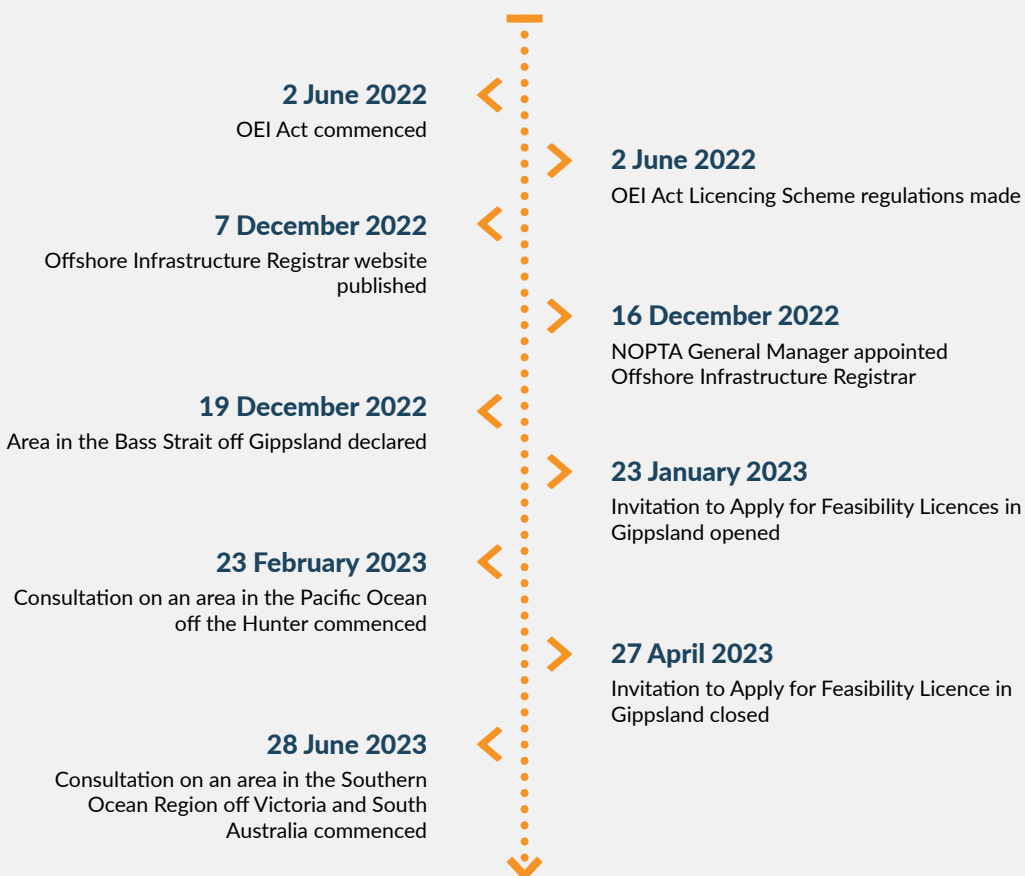 2 June 2022
OEI Act commenced
2 June 2022
OEI Act Licencing Scheme regulations made
7 December 2022
Offshore Infrastructure Registrar website
published
16 December 2022
NOPTA General Manager appointed
Offshore Infrastructure Registrar
19 December 2022
Area in the Bass Strait off Gippsland declared
23 January 2023
Invitation to Apply for Feasibility Licences in
Gippsland opened
23 February 2023
Consultation on an area in the Pacific Ocean
off the Hunter commenced
27 April 2023
Invitation to Apply for Feasibility Licence in
Gippsland closed
28 June 2023
Consultation on an area in the Southern
Ocean Region off Victoria and South
Australia commenced